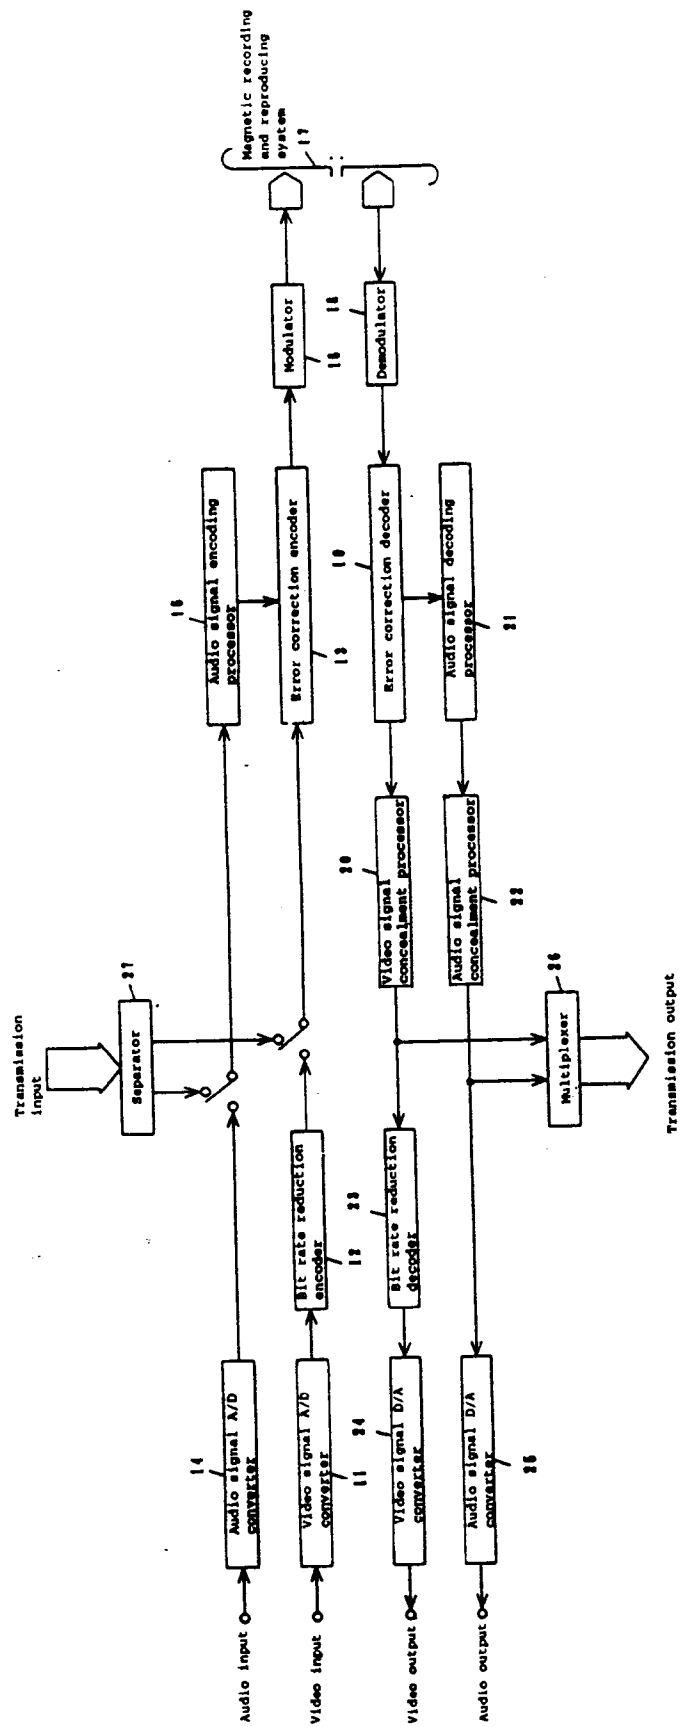 Magnetic recording
and reproducing
system
17
Modulator
16
Demodulator
18
15
Audio signal encoding
processor
Error correction encoder
13
19
Error correction decoder
Audio signal decoding
processor
21
20
Video signal
concealment processor
Audio signal
concealment processor
22
Transmission
input
27
Separator
26
Multiplexer
Transmission output
Bit rate reduction
encoder
12
23
Bit rate reduction
decoder
14
Audio signal A/D
converter
Video signal A/D
converter
11
24
Video signal D/A
converter
Audio signal D/A
converter
25
Audio input
Video input
Video output
Audio output